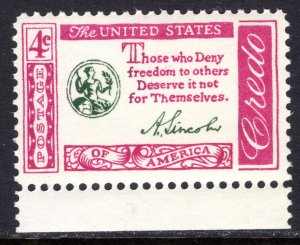 4¢
The UNITED STATES
POSTAGE
Those who Deny
freedom to others
Deserve it not
for Themselves.
A. Lincoln
Credo
OF AMERICA